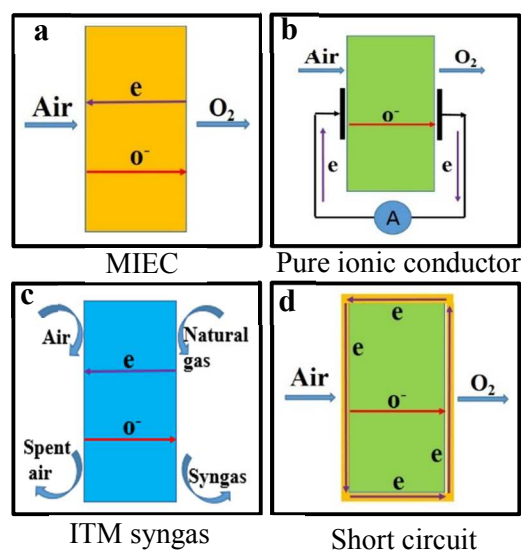 a
e
Air
O₂
o⁻
MIEC
b
Air
O₂
o⁻
e
e
A
Pure ionic conductor
c
Air
Natural
gas
e
o⁻
Spent
air
Syngas
ITM syngas
d
e
e
Air
O₂
o⁻
e
e
Short circuit